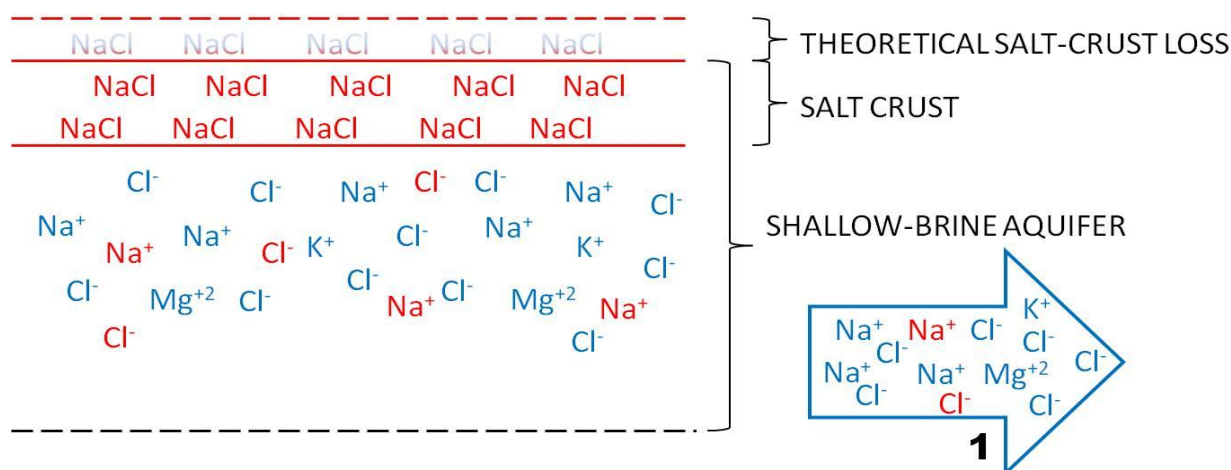 NaCl NaCl NaCl NaCl NaCl
THEORETICAL SALT-CRUST LOSS
NaCl NaCl NaCl NaCl NaCl
SALT CRUST
NaCl NaCl NaCl NaCl NaCl
Cl⁻ Cl⁻ Na⁺ Cl⁻ Cl⁻ Na⁺ Cl⁻
Na⁺ Na⁺ Na⁺ Cl⁻ K⁺ Cl⁻ Na⁺ K⁺
SHALLOW-BRINE AQUIFER
Cl⁻ Mg⁺² Cl⁻ Cl⁻ Na⁺ Cl⁻ Mg⁺² Na⁺ Cl⁻
Cl⁻ Cl⁻
K⁺
Na⁺ Na⁺ Cl⁻ Cl⁻
Cl⁻ Cl⁻
Na⁺ Na⁺ Mg⁺²
Cl⁻ Cl⁻ Cl⁻
1